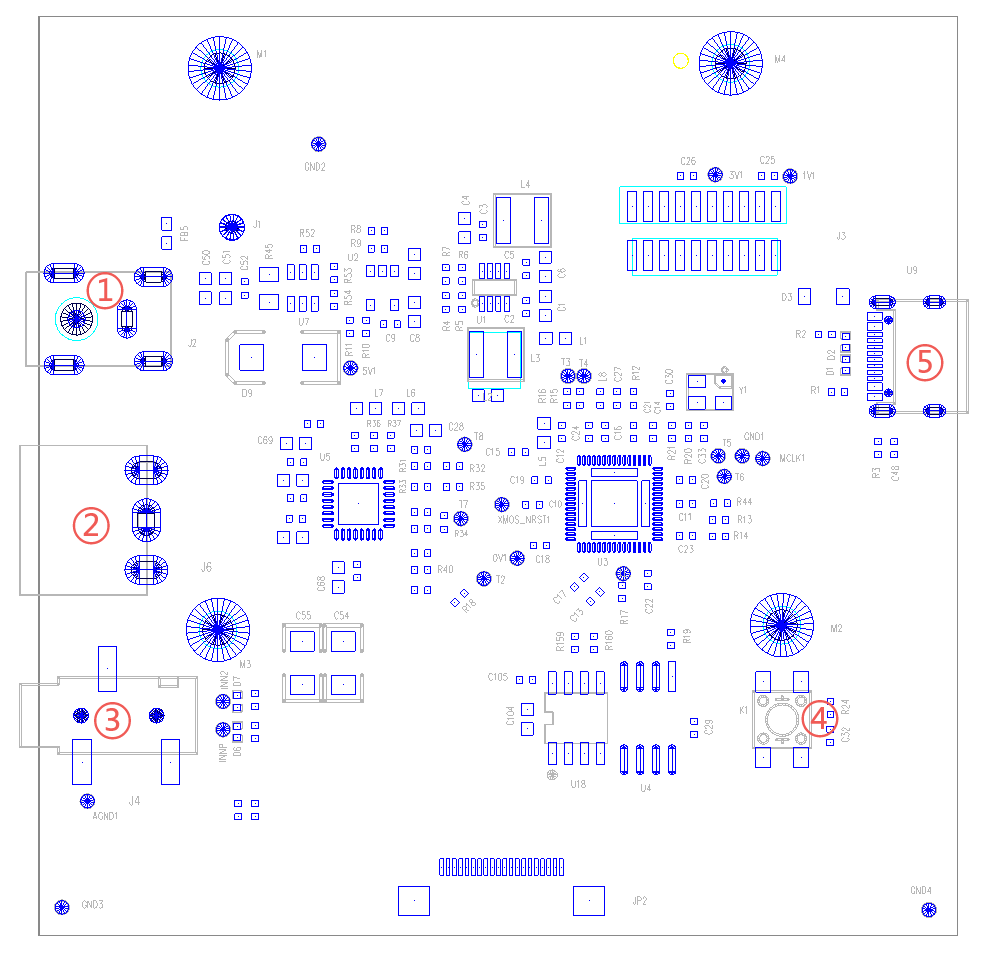 M1
M4
GND2
C26
3V1
C25
1V1
L4
C4
C3
J1
FB5
R8
R9
R52
U2
J3
C50
C51
C52
R45
R53
R54
R7
R6
C5
C6
U9
①
D3
C1
J2
U7
R11
R10
C9
C8
R4
R5
U1
C2
R2
D2
⑤
L1
L3
5V1
T3
T4
L8
C27
R12
C30
D1
R1
Y1
D9
L7
L6
R16
R15
C21
C14
R36
R37
C28
T8
C24
C16
C69
U5
R31
R32
C15
L5
C12
R21
R20
C33
T5
GND1
MCLK1
R3
C48
R33
R35
C19
C20
T6
②
T7
C10
C11
R44
XMOS_NRST1
R13
R34
R14
C23
0V1
C18
U3
J6
C68
R40
T2
R18
C17
C13
R17
C22
C55
C54
R159
R160
R19
M2
M3
INN2
D7
C105
③
C104
K1
④
R24
C29
C32
INNP
D6
U18
U4
J4
AGND1
GND3
JP2
GND4